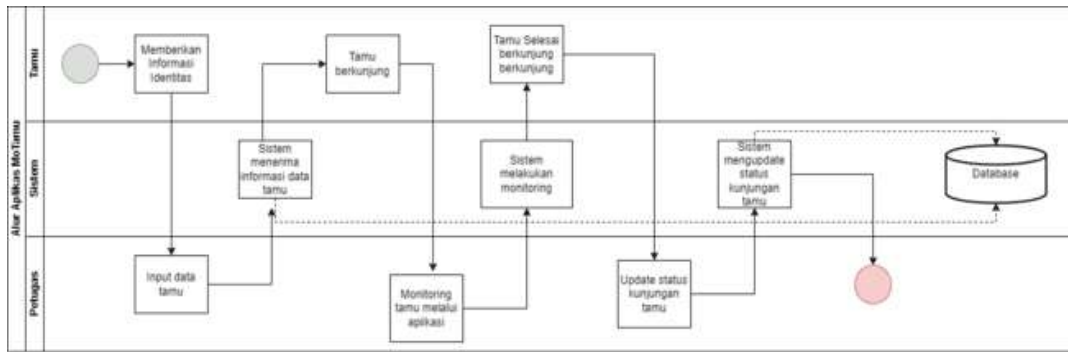 Alur Aplikas MoTamu
Tamu
Memberikan
Informasi
Identitas
Tamu
berkunjung
Tamu Selesai
berkunjung
berkunjung
Sistem
Sistem
menerima
informasi data
tamu
Sistem
melakukan
monitoring
Sistem
mengupdate
status
kunjungan
tamu
Database
Petugas
Input data
tamu
Monitoring
tamu melalui
aplikasi
Update status
kunjungan
tamu